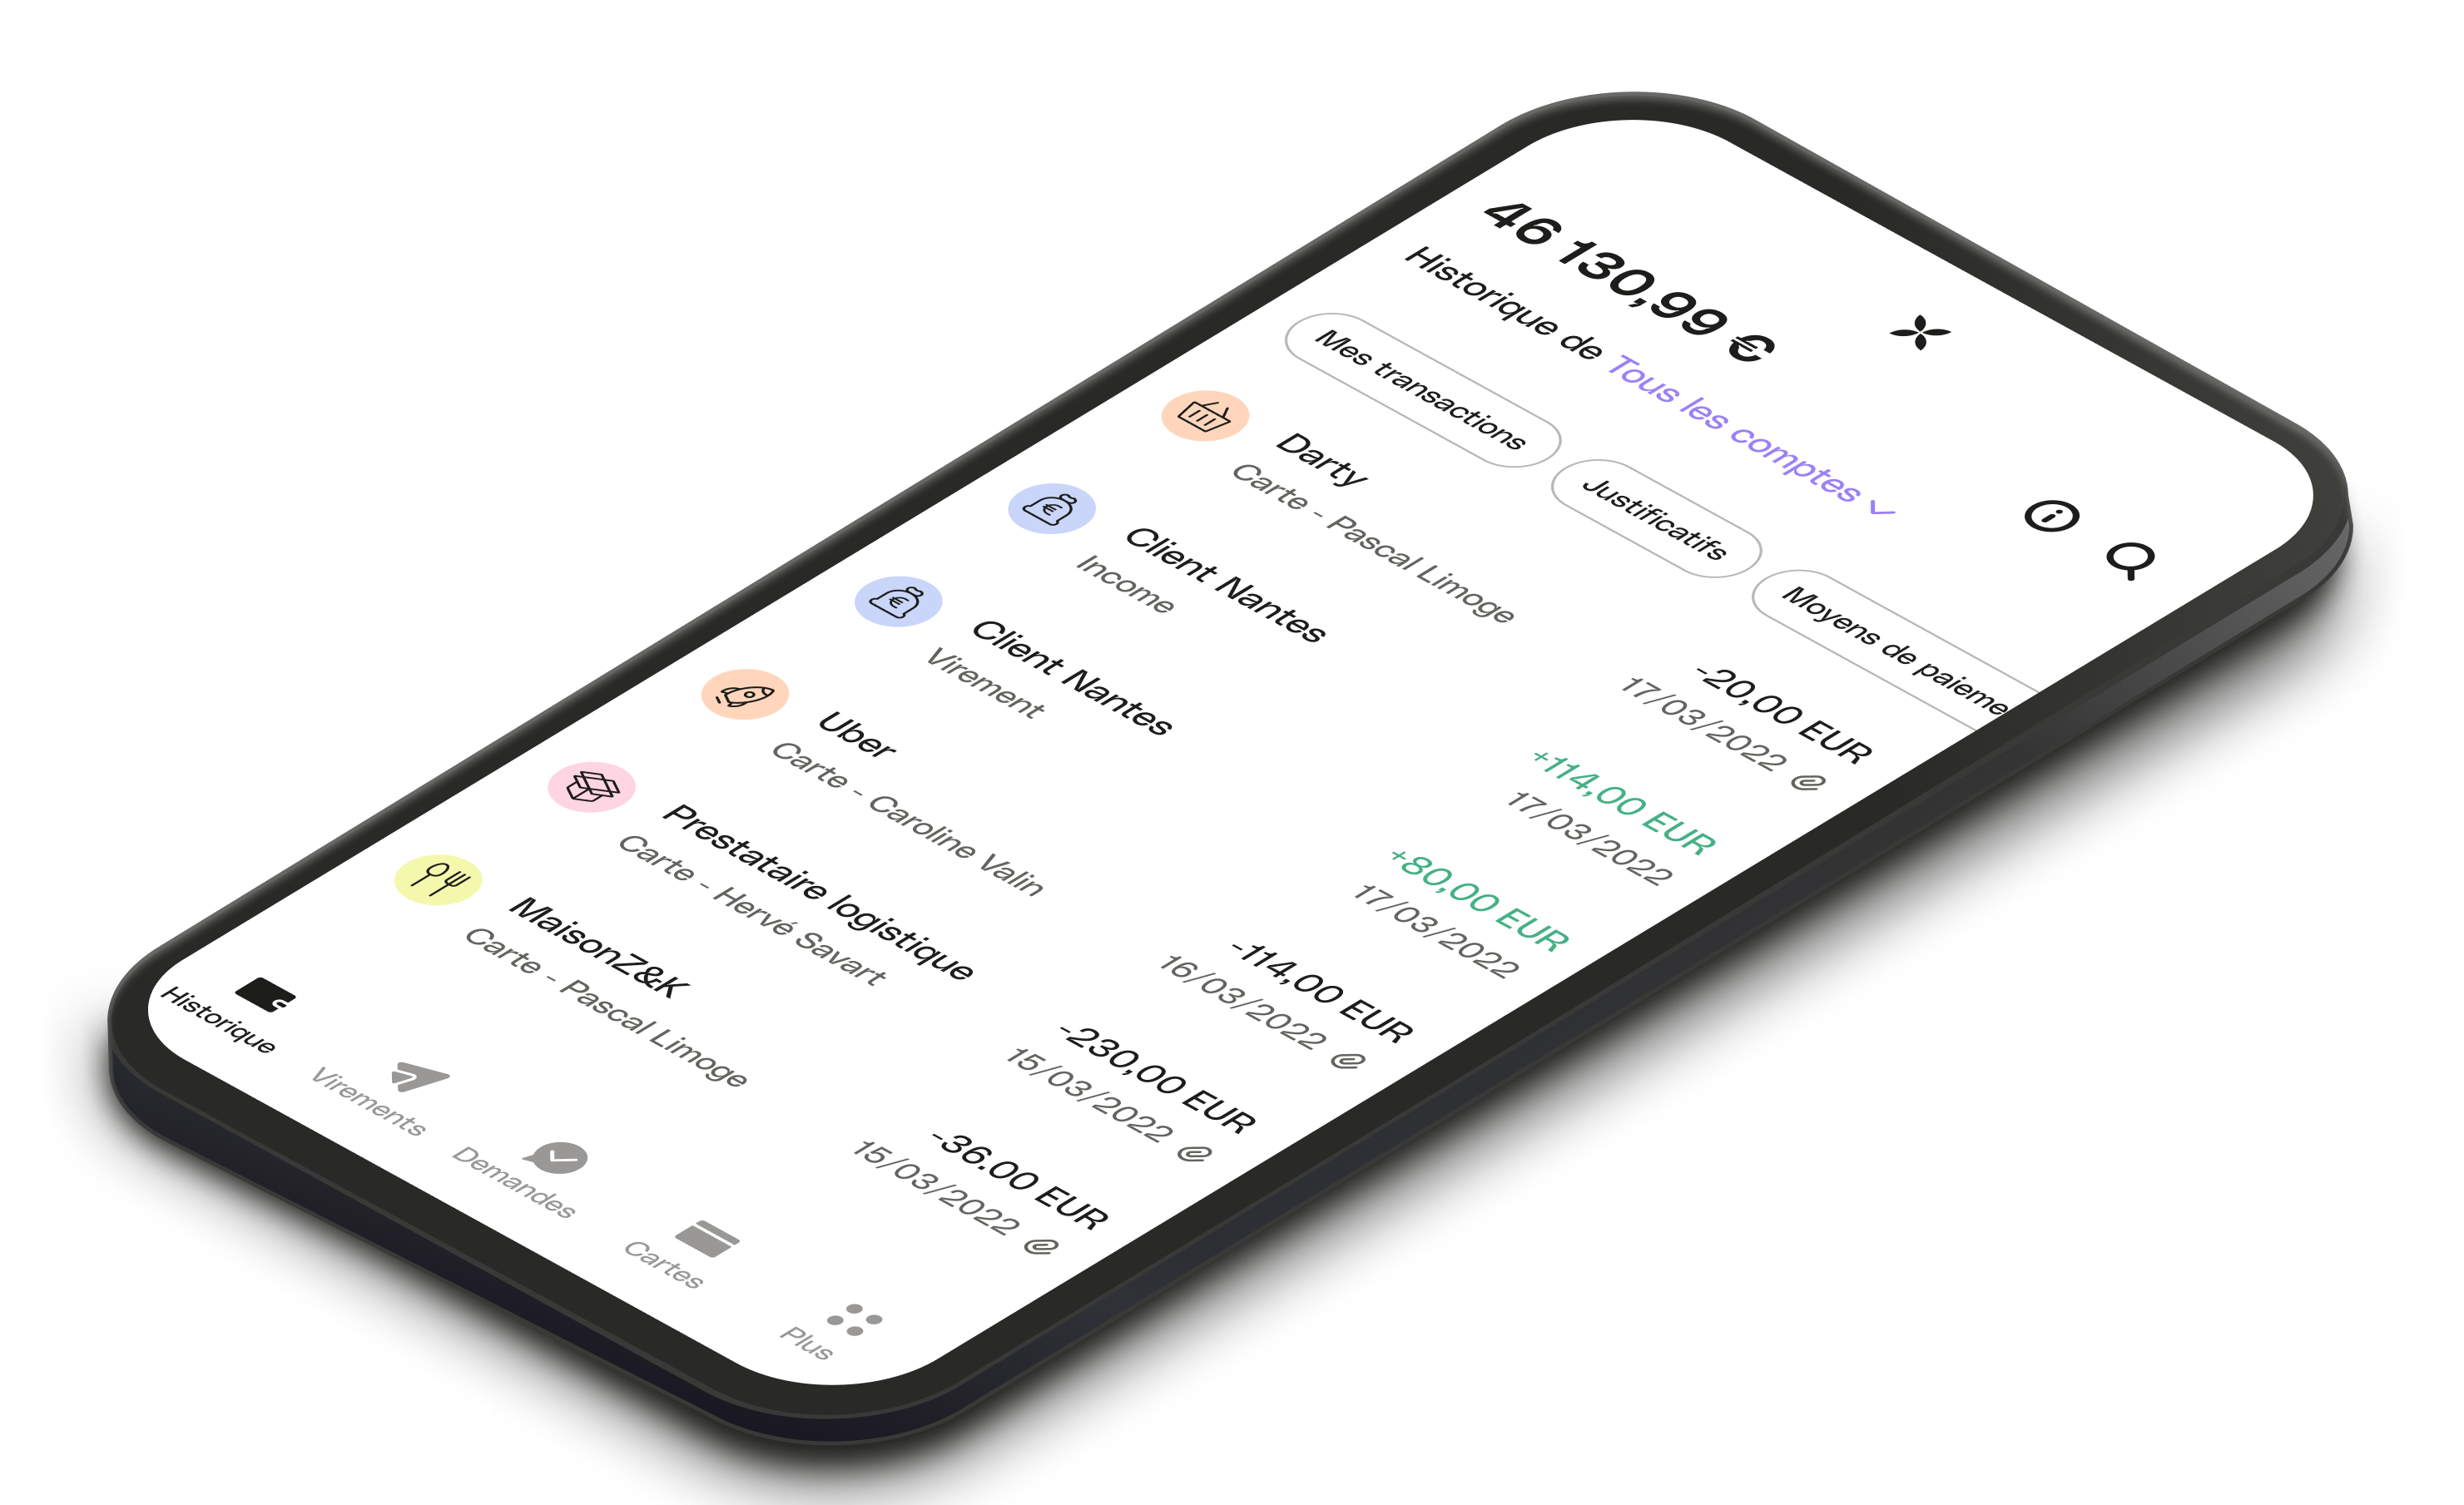 46 130,99 €
Historique de Tous les comptes
Mes transactions
Justificatifs
Moyens de paieme
Darty
-20,00 EUR
Carte - Pascal Limoge
17/03/2022
Client Nantes
+114,00 EUR
Income
17/03/2022
Client Nantes
+80,00 EUR
Virement
17/03/2022
Uber
-114,00 EUR
Carte - Caroline Valin
16/03/2022
Prestataire logistique
-230,00 EUR
Carte - Hervé Savart
15/03/2022
MaisonZ&K
-36.00 EUR
Carte - Pascal Limoge
15/03/2022
Historique
Virements
Demandes
Cartes
Plus